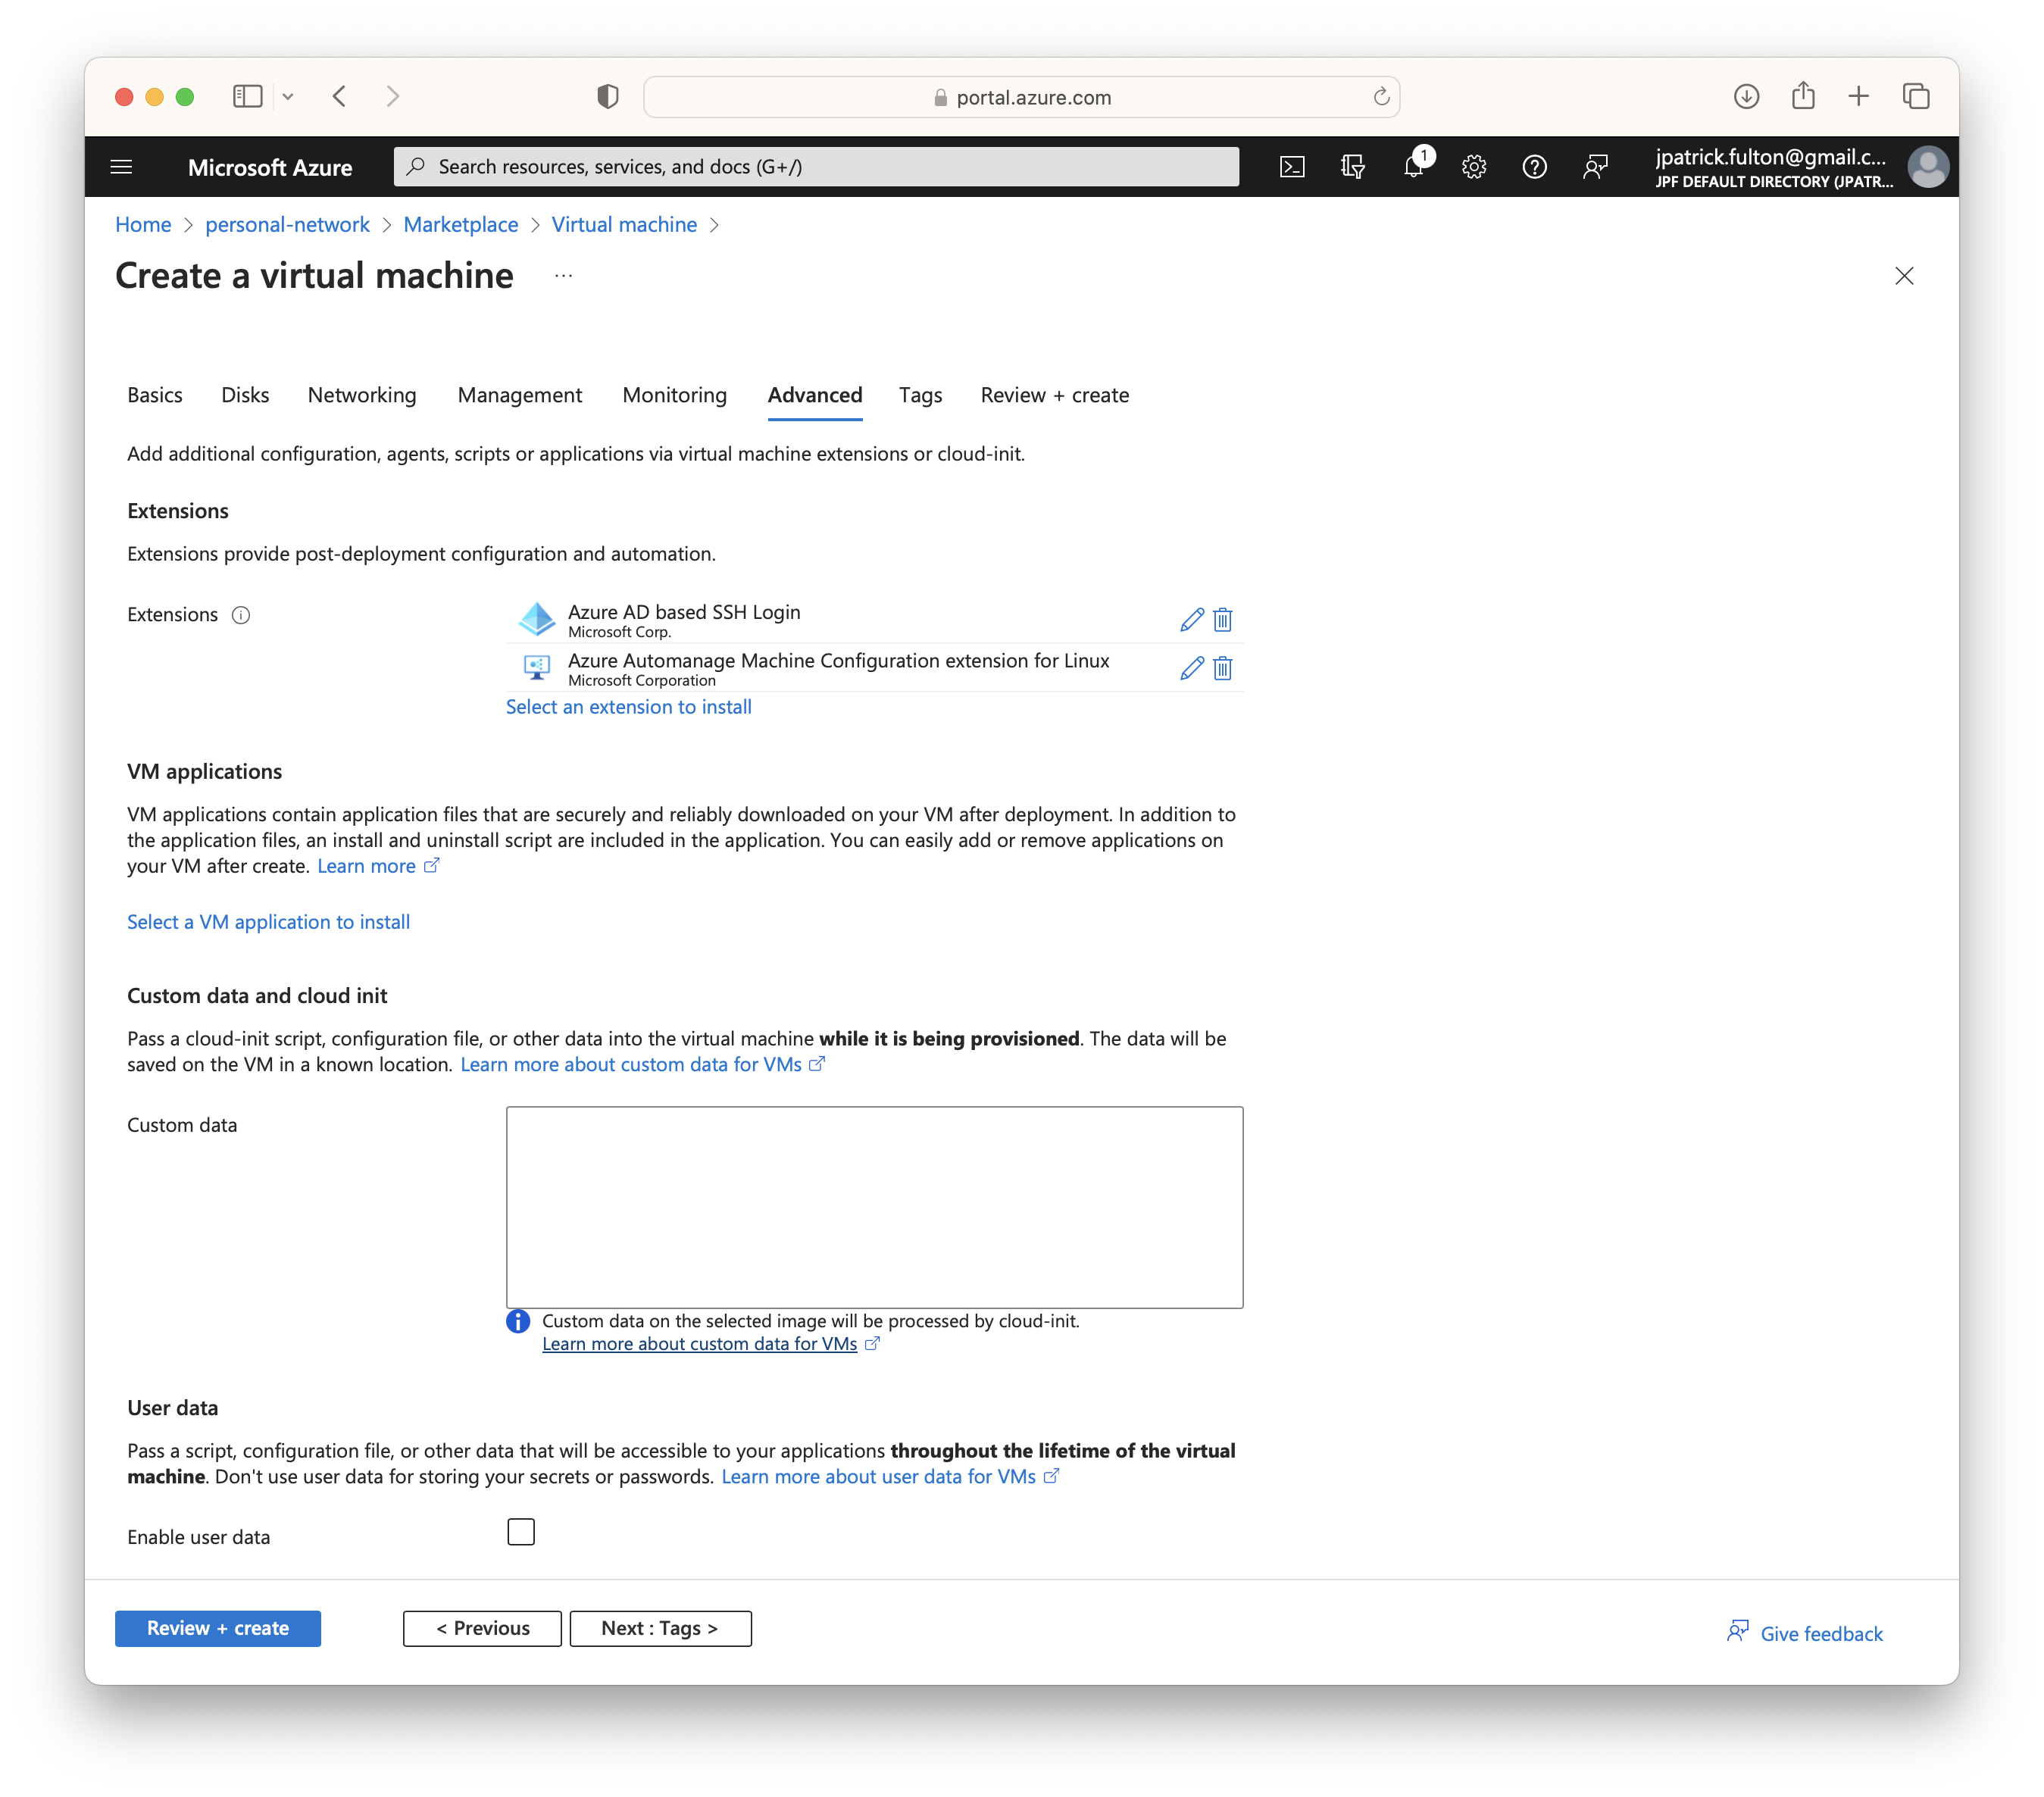 portal.azure.com
Microsoft Azure
Search resources, services, and docs (G+/)
1
jpatrick.fulton@gmail.c...
JPF DEFAULT DIRECTORY (JPATR...
Home > personal-network > Marketplace > Virtual machine >
Create a virtual machine ...
Basics Disks Networking Management Monitoring Advanced Tags Review + create
Add additional configuration, agents, scripts or applications via virtual machine extensions or cloud-init.
Extensions
Extensions provide post-deployment configuration and automation.
Extensions
Azure AD based SSH Login
Microsoft Corp.
Azure Automanage Machine Configuration extension for Linux
Microsoft Corporation
Select an extension to install
VM applications
VM applications contain application files that are securely and reliably downloaded on your VM after deployment. In addition to
the application files, an install and uninstall script are included in the application. You can easily add or remove applications on
your VM after create. Learn more
Select a VM application to install
Custom data and cloud init
Pass a cloud-init script, configuration file, or other data into the virtual machine while it is being provisioned. The data will be
saved on the VM in a known location. Learn more about custom data for VMs
Custom data
Custom data on the selected image will be processed by cloud-init.
Learn more about custom data for VMs
User data
Pass a script, configuration file, or other data that will be accessible to your applications throughout the lifetime of the virtual
machine. Don't use user data for storing your secrets or passwords. Learn more about user data for VMs
Enable user data
Review + create < Previous Next : Tags > Give feedback